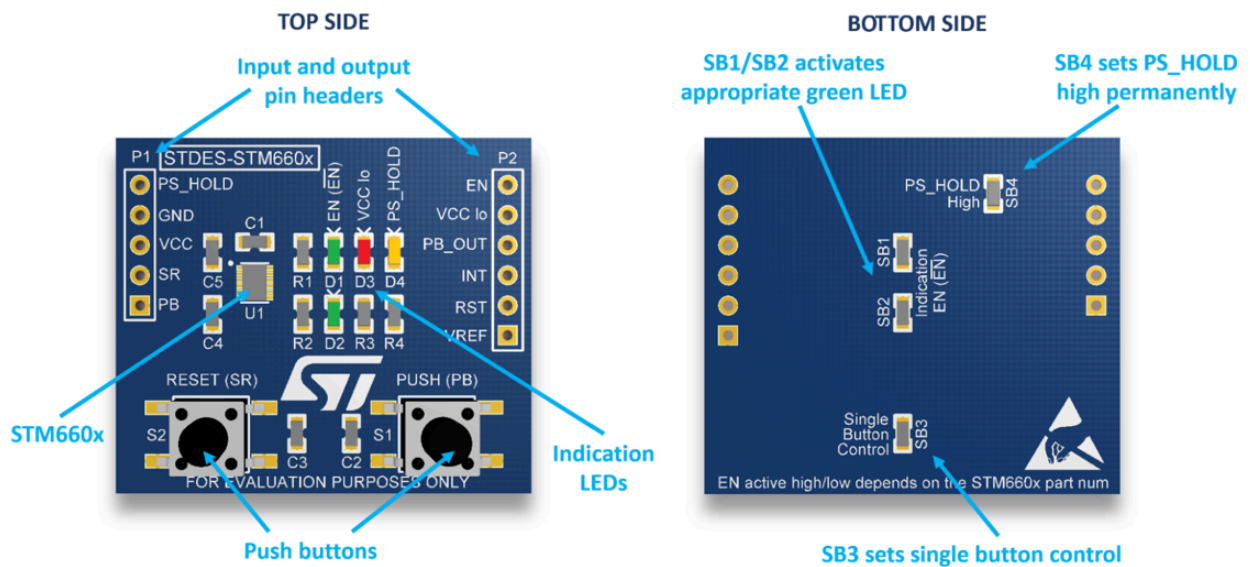 TOP SIDE
Input and output
pin headers
P1
STDES-STM660x
P2
PS_HOLD
GND
VCC
SR
PB
C1
C5
U1
C4
EN (EN)
VCC lo
PS_HOLD
R1
D1
D3
D4
R2
D2
R3
R4
EN
VCC lo
PB_OUT
INT
RST
VREF
RESET (SR)
ST
PUSH (PB)
S2
C3
C2
S1
FOR EVALUATION PURPOSES ONLY
STM660x
Indication
LEDs
Push buttons
BOTTOM SIDE
SB1/SB2 activates
appropriate green LED
SB4 sets PS_HOLD
high permanently
PS_HOLD
High
SB4
SB1
SB2
Indication
EN (EN)
Single
Button
Control
SB3
EN active high/low depends on the STM660x part num
SB3 sets single button control